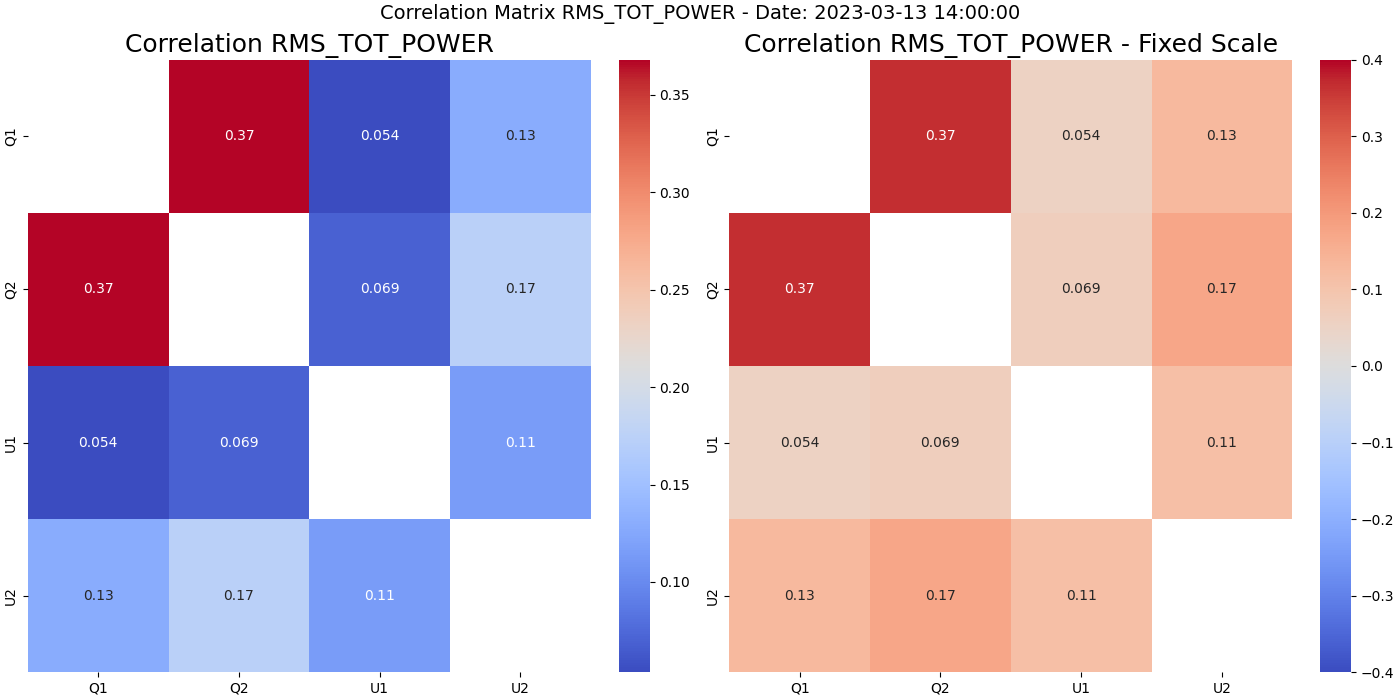 Correlation Matrix RMS_TOT_POWER - Date: 2023-03-13 14:00:00
Correlation RMS_TOT_POWER
Q1
0.37
0.054
0.13
Q2
0.37
0.069
0.17
U1
0.054
0.069
0.11
U2
0.13
0.17
0.11
Q1
Q2
U1
U2
0.35
0.30
0.25
0.20
0.15
0.10
Correlation RMS_TOT_POWER - Fixed Scale
Q1
0.37
0.054
0.13
Q2
0.37
0.069
0.17
U1
0.054
0.069
0.11
U2
0.13
0.17
0.11
Q1
Q2
U1
U2
0.4
0.3
0.2
0.1
0.0
−0.1
−0.2
−0.3
−0.4